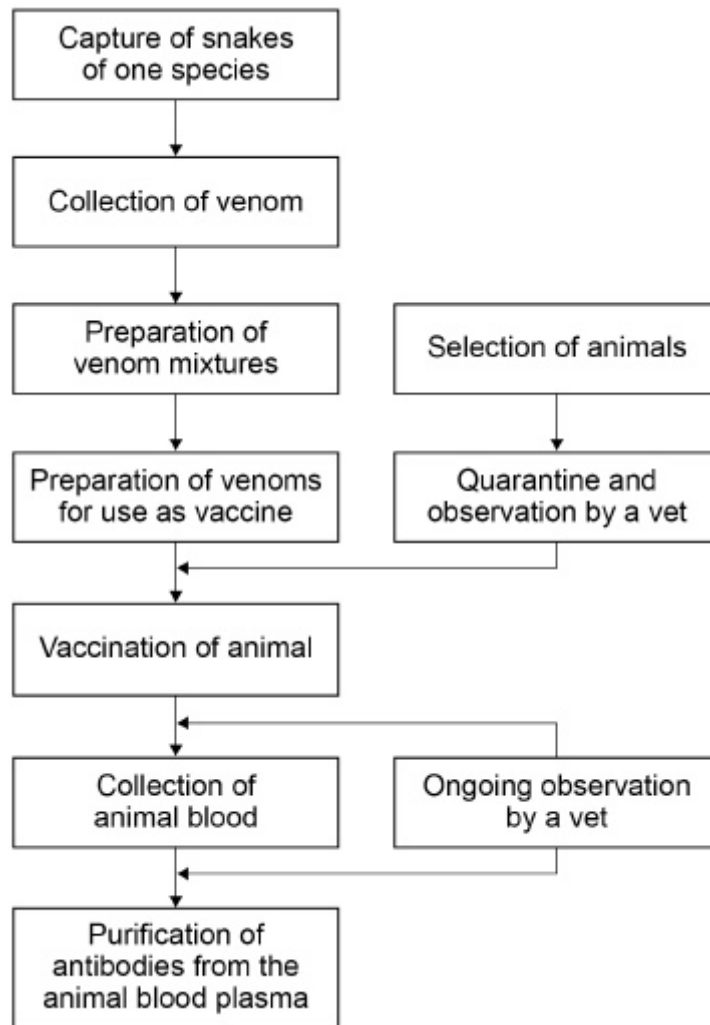 Capture of snakes
of one species
Collection of venom
Preparation of
venom mixtures
Selection of animals
Preparation of venoms
for use as vaccine
Quarantine and
observation by a vet
Vaccination of animal
Collection of
animal blood
Ongoing observation
by a vet
Purification of
antibodies from the
animal blood plasma